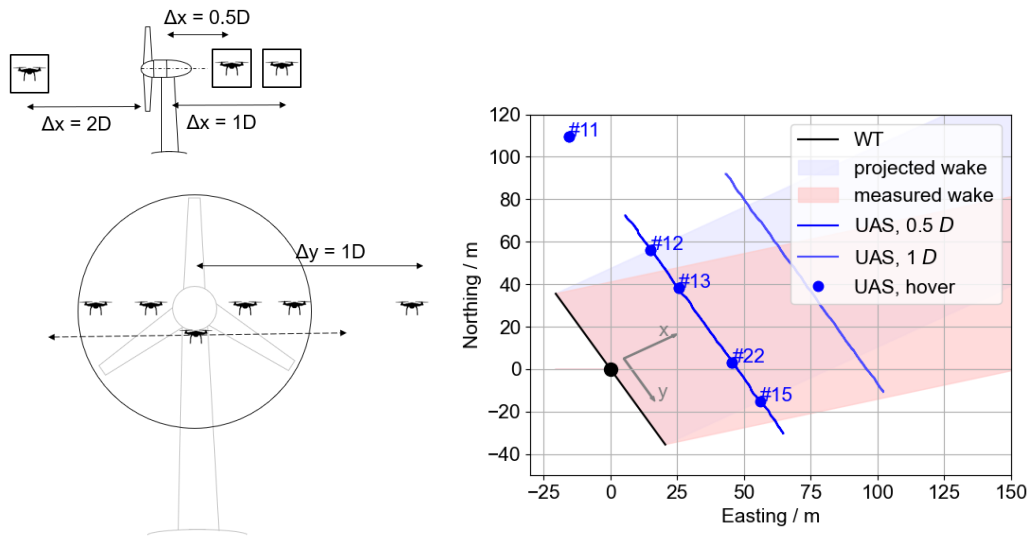 Δx = 0.5D
Δx = 2D
Δx = 1D
Δy = 1D
Northing / m
120
100
80
60
40
20
0
−20
−40
#11
#12
#13
#22
#15
x
y
WT
projected wake
measured wake
UAS, 0.5 D
UAS, 1 D
UAS, hover
−25
0
25
50
75
100
125
150
Easting / m